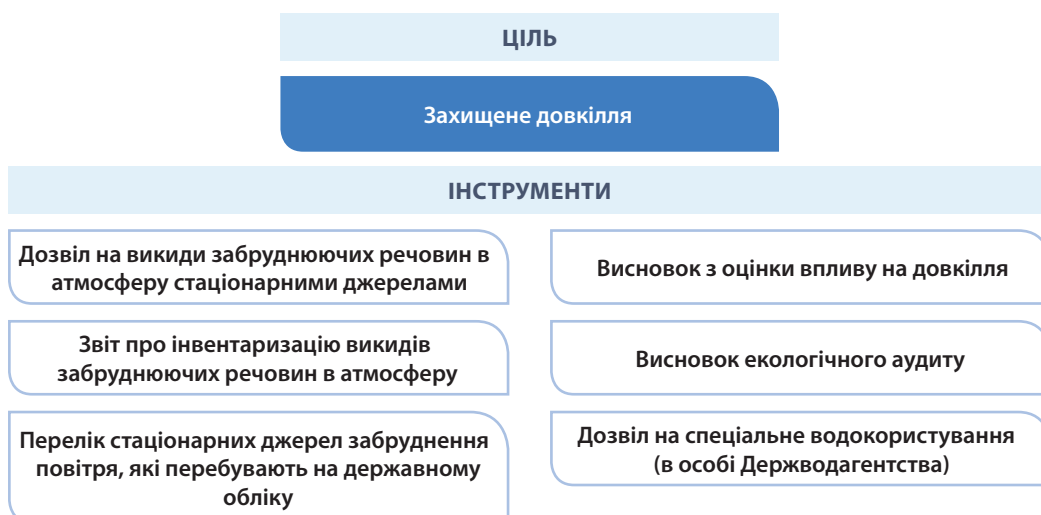 ЦІЛЬ
Захищене довкілля
ІНСТРУМЕНТИ
Дозвіл на викиди забруднюючих речовин в
атмосферу стаціонарними джерелами
Звіт про інвентаризацію викидів
забруднюючих речовин в атмосферу
Перелік стаціонарних джерел забруднення
повітря, які перебувають на державному
обліку
Висновок з оцінки впливу на довкілля
Висновок екологічного аудиту
Дозвіл на спеціальне водокористування
(в особі Держводагентства)